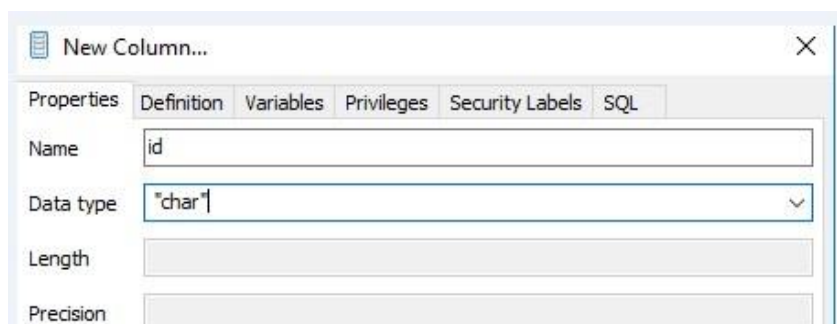 New Column...
Properties Definition Variables Privileges Security Labels SQL
Name id
Data type "char"
Length
Precision